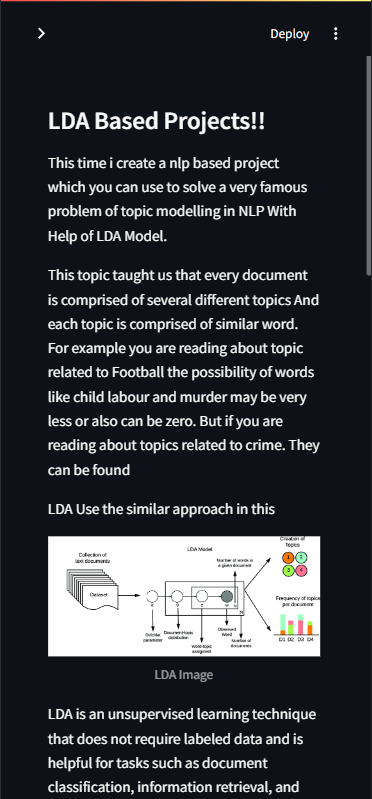 Deploy
LDA Based Projects!!
This time i create a nlp based project
which you can use to solve a very famous
problem of topic modelling in NLP With
Help of LDA Model.
This topic taught us that every document
is comprised of several different topics And
each topic is comprised of similar word.
For example you are reading about topic
related to Football the possibility of words
like child labour and murder may be very
less or also can be zero. But if you are
reading about topics related to crime. They
can be found
LDA Use the similar approach in this
Collection of
text documents
Dataset
LDA Model
Number of words in
a given document
Creation of
Topics
1 2
3 4
Frequency of topics
per document
D1 D2 D3 D4
Dirichlet
parameter
Document-topic
distribution
Word-topic
assigment
Observed
Word
Number of
documents
LDA Image
LDA is an unsupervised learning technique
that does not require labeled data and is
helpful for tasks such as document
classification, information retrieval, and